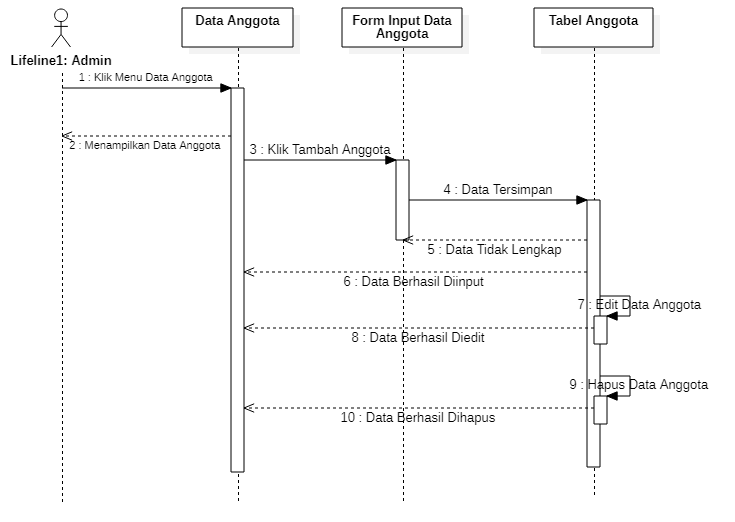 Data Anggota
Form Input Data
Anggota
Tabel Anggota
Lifeline1: Admin
1 : Klik Menu Data Anggota
2 : Menampilkan Data Anggota
3 : Klik Tambah Anggota
4 : Data Tersimpan
5 : Data Tidak Lengkap
6 : Data Berhasil Diinput
7 : Edit Data Anggota
8 : Data Berhasil Diedit
9 : Hapus Data Anggota
10 : Data Berhasil Dihapus